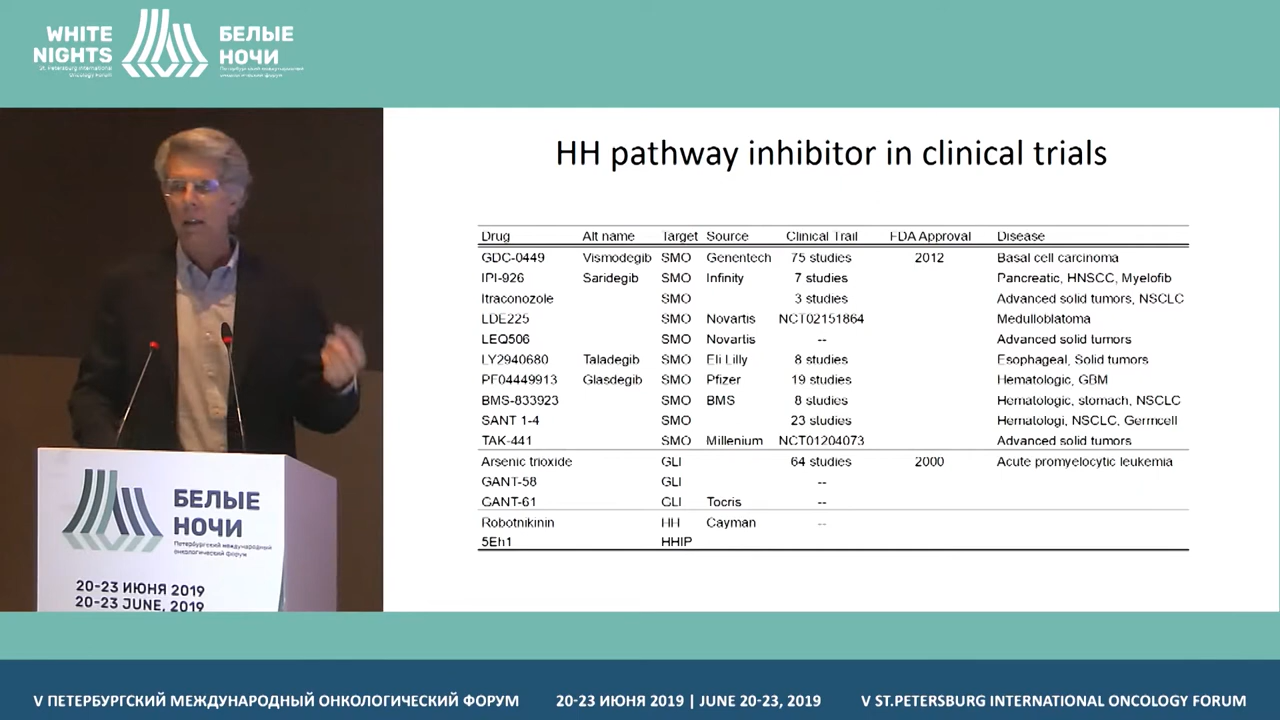 WHITE
NIGHTS
St. Petersburg International
Oncology Forum
БЕЛЫЕ
НОЧИ
Петербургский международный
онкологический форум
HH pathway inhibitor in clinical trials
Drug Alt name Target Source Clinical Trail FDA Approval Disease
GDC-0449 Vismodegib SMO Genentech 75 studies 2012 Basal cell carcinoma
IPI-926 Saridegib SMO Infinity 7 studies Pancreatic, HNSCC, Myelofib
Itraconozole SMO 3 studies Advanced solid tumors, NSCLC
LDE225 SMO Novartis NCT02151864 Medulloblatoma
LEQ506 SMO Novartis -- Advanced solid tumors
LY2940680 Taladegib SMO Eli Lilly 8 studies Esophageal, Solid tumors
PF04449913 Glasdegib SMO Pfizer 19 studies Hematologic, GBM
BMS-833923 SMO BMS 8 studies Hematologic, stomach, NSCLC
SANT 1-4 SMO 23 studies Hematologi, NSCLC, Germcell
TAK-441 SMO Millenium NCT01204073 Advanced solid tumors
Arsenic trioxide GLI 64 studies 2000 Acute promyelocytic leukemia
GANT-58 GLI --
GANT-61 GLI Tocris --
Robotnikinin HH Cayman --
5Eh1 HHIP
БЕЛЫЕ
НОЧИ
Петербургский международный
онкологический форум
20-23 ИЮНЯ 2019
20-23 JUNE, 2019
V ПЕТЕРБУРГСКИЙ МЕЖДУНАРОДНЫЙ ОНКОЛОГИЧЕСКИЙ ФОРУМ 20-23 ИЮНЯ 2019 | JUNE 20-23, 2019 V ST.PETERSBURG INTERNATIONAL ONCOLOGY FORUM